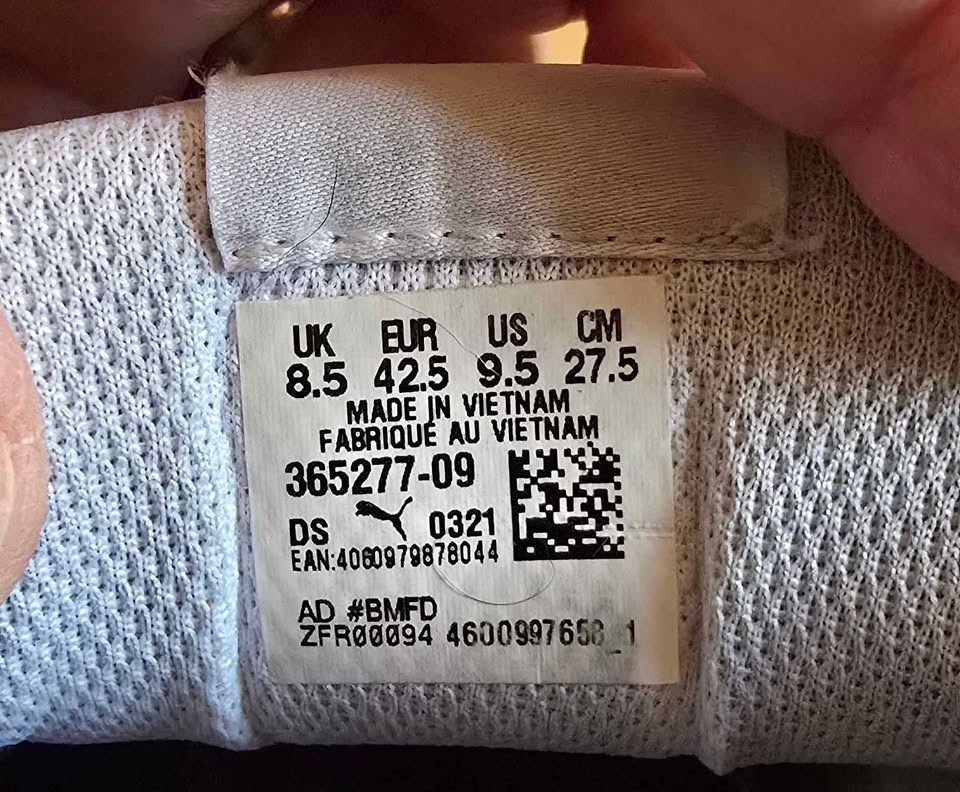 UK EUR US CM
8.5 42.5 9.5 27.5
MADE IN VIETNAM
FABRIQUE AU VIETNAM
365277-09
DS 0321
EAN:4060979878044
AD #BMFD
ZFR00094 4600997658_1